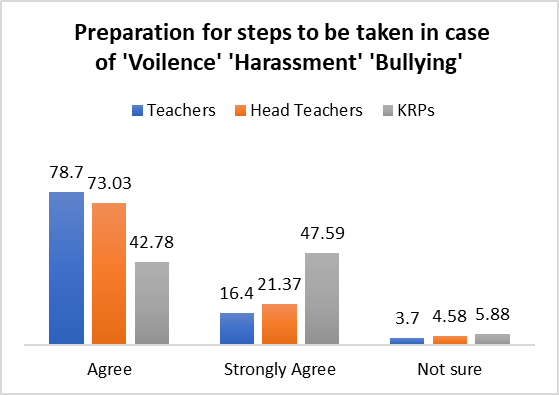 Preparation for steps to be taken in case
of 'Voilence' 'Harassment' 'Bullying'
Teachers Head Teachers KRPs
78.7 73.03 42.78
16.4 21.37 47.59
3.7 4.58 5.88
Agree Strongly Agree Not sure